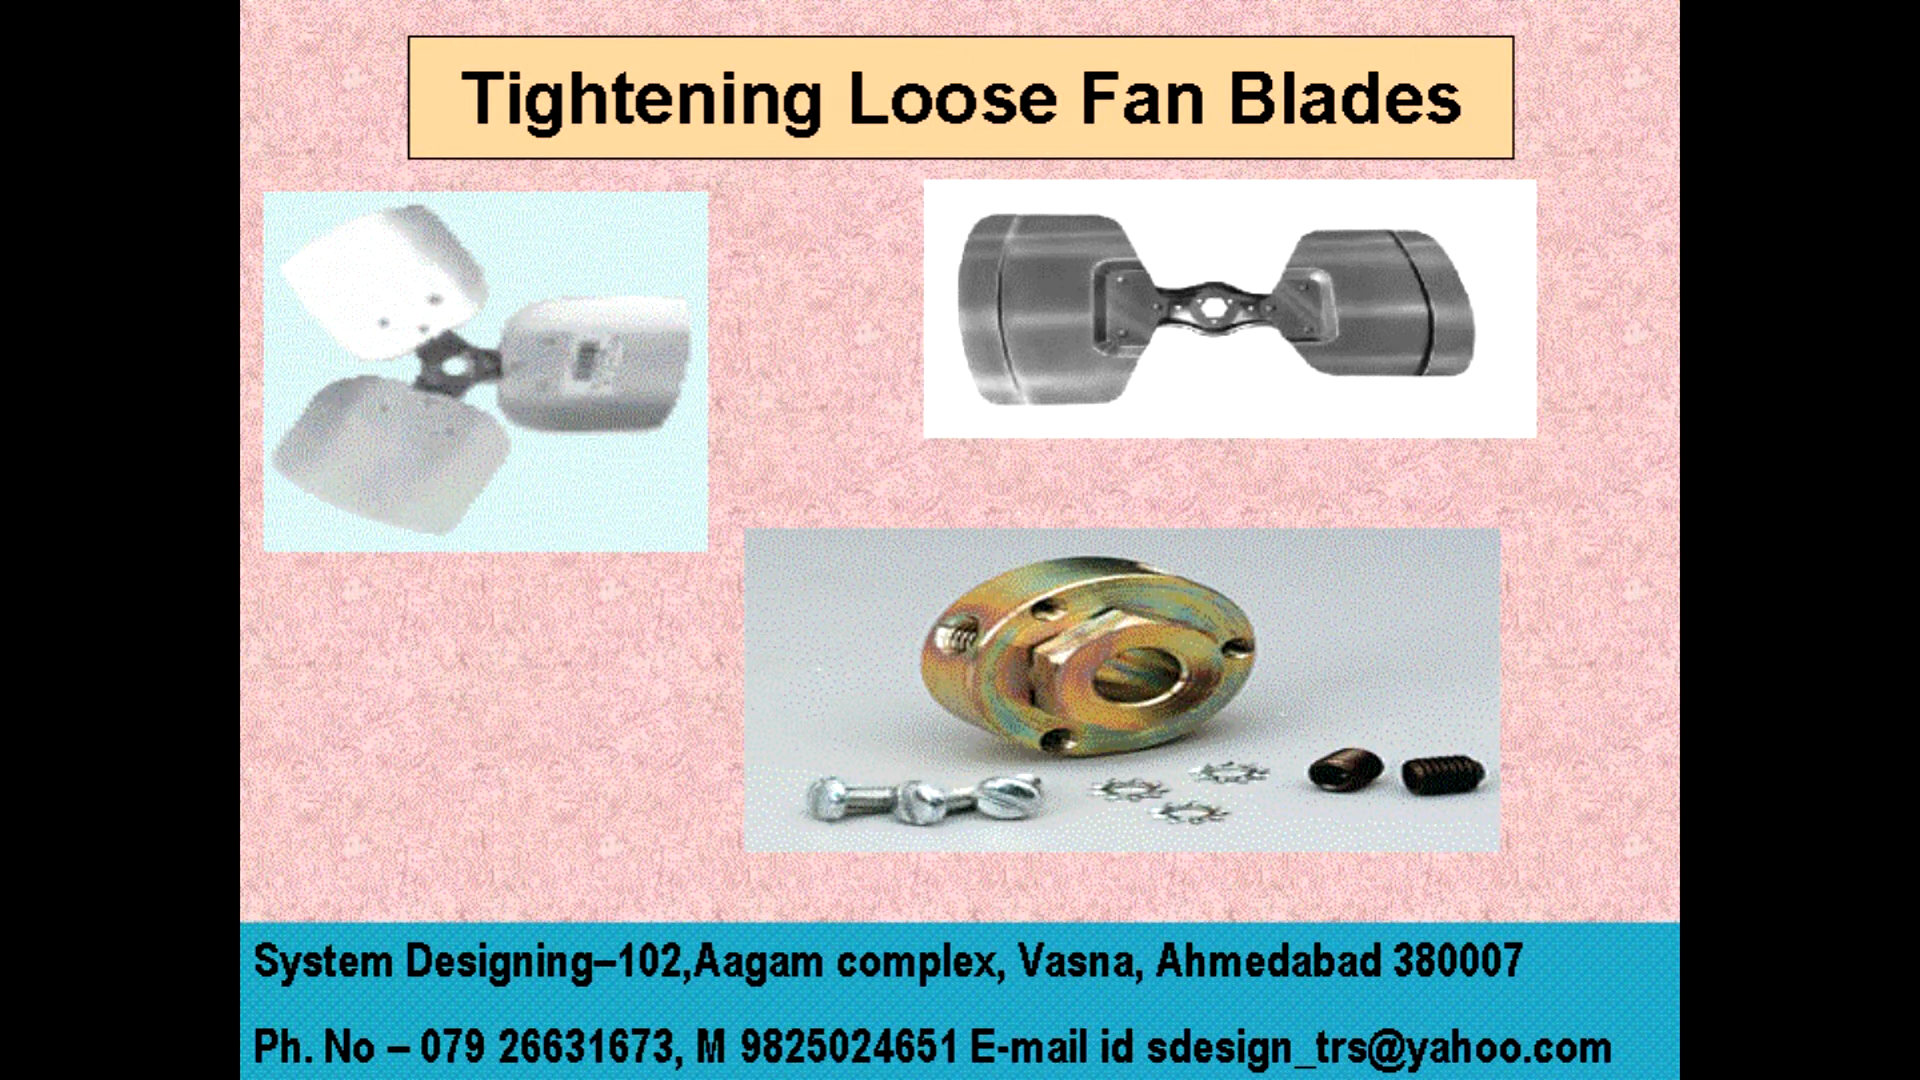 Tightening Loose Fan Blades
System Designing–102,Aagam complex, Vasna, Ahmedabad 380007
Ph. No – 079 26631673, M 9825024651 E-mail id sdesign_trs@yahoo.com